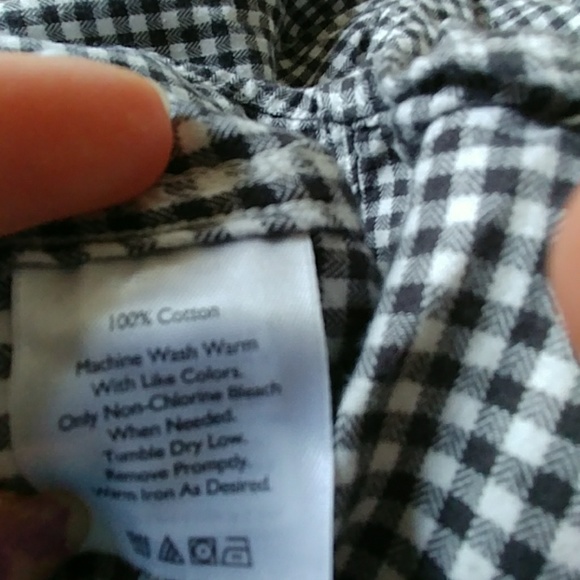 100% Cotton
Machine Wash Warm
With Like Colors.
Only Non-Chlorine Bleach
When Needed.
Tumble Dry Low.
Remove Promptly.
Warm Iron As Desired.